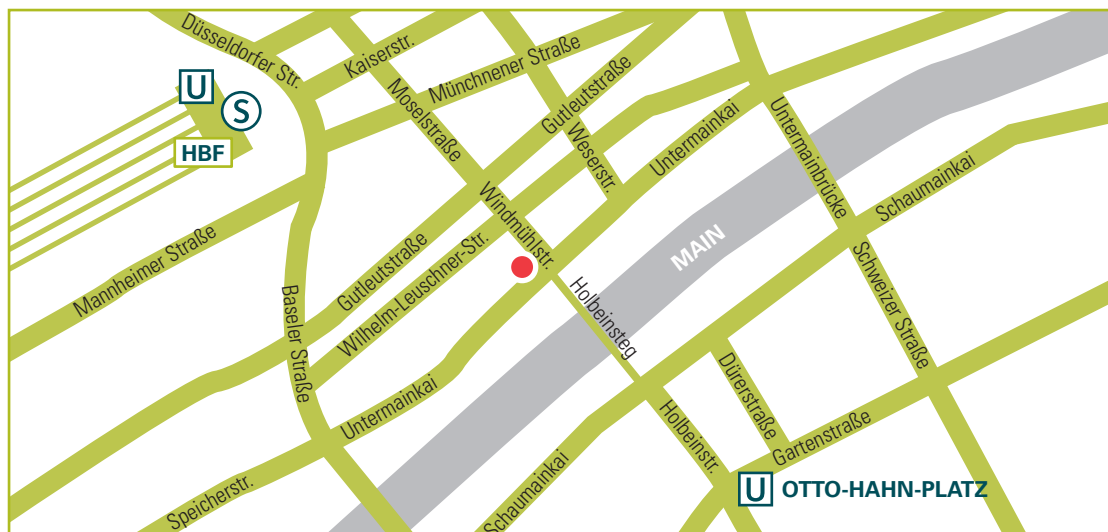 Düsseldorfer Str.
Kaiserstr.
Münchnener Straße
Moselstraße
Gutleutstraße
Weserstr.
Untermainkai
Untermainbrücke
Schaumainkai
U
S
HBF
Mannheimer Straße
Windmühlstr.
MAIN
Gutleutstraße
Wilhelm-Leuschner-Str.
Baseler Straße
Holbeinsteg
Schweizer Straße
Untermainkai
Dürerstraße
Holbeinstr.
Gartenstraße
Speicherstr.
Schaumainkai
U OTTO-HAHN-PLATZ